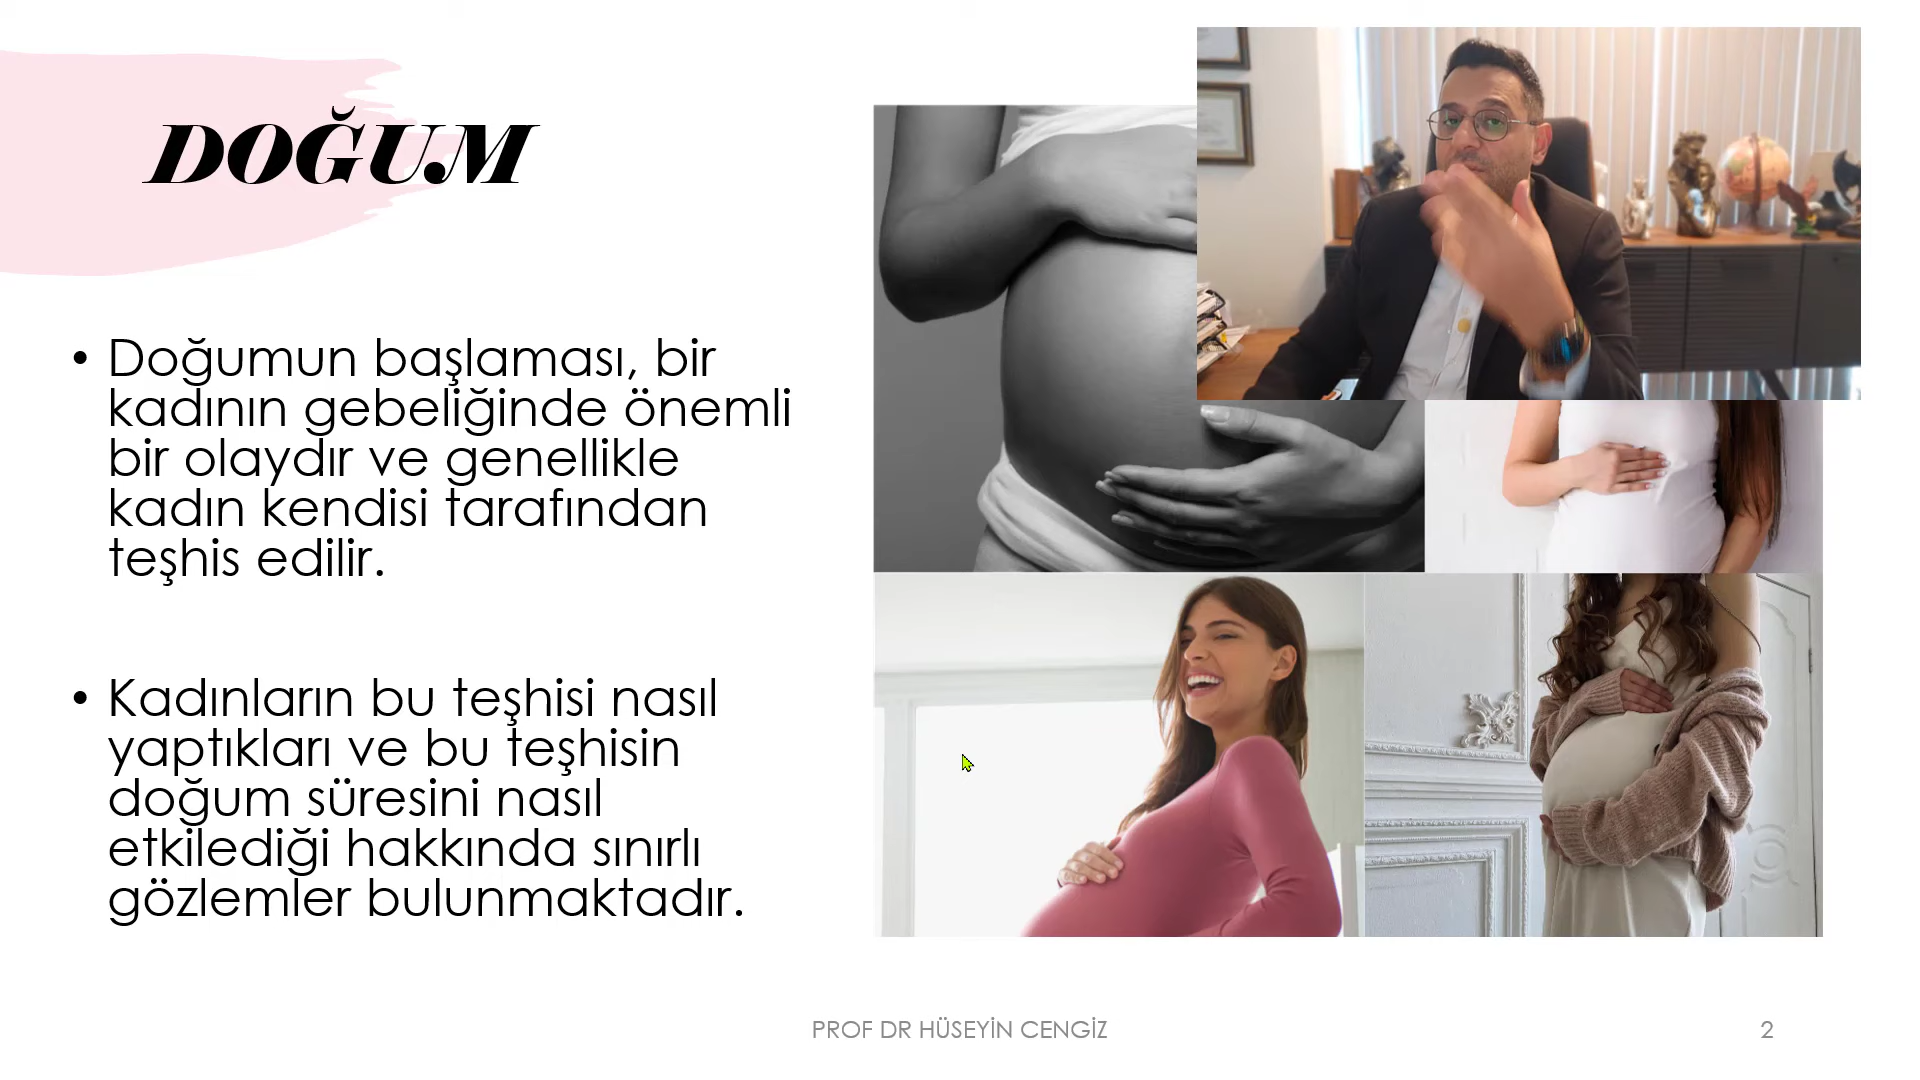 DOĞUM
• Doğumun başlaması, bir
kadının gebeliğinde önemli
bir olaydır ve genellikle
kadın kendisi tarafından
teşhis edilir.
• Kadınların bu teşhisi nasıl
yaptıkları ve bu teşhisin
doğum süresini nasıl
etkilediği hakkında sınırlı
gözlemler bulunmaktadır.
PROF DR HÜSEYİN CENGİZ
2